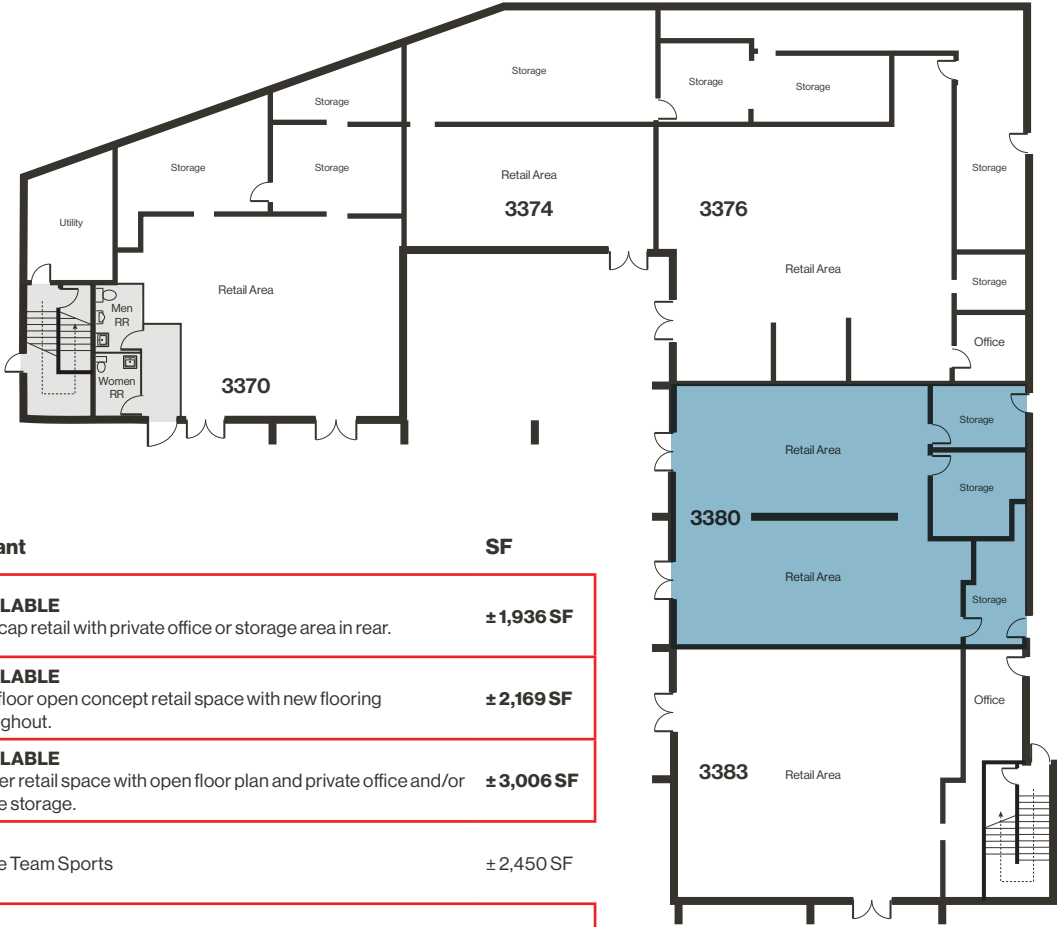 Storage
Storage
Storage
Storage
Storage
Storage
Storage
Storage
Retail Area
3374
3376
Utility
Retail Area
Storage
Retail Area
Men
RR
Office
Women
RR
3370
Storage
Retail Area
Storage
3380
Retail Area
Storage
Office
3383
Retail Area
ant
SF
LABLE
cap retail with private office or storage area in rear.
± 1,936 SF
LABLE
floor open concept retail space with new flooring
ghout.
± 2,169 SF
LABLE
er retail space with open floor plan and private office and/or
e storage.
± 3,006 SF
e Team Sports
± 2,450 SF